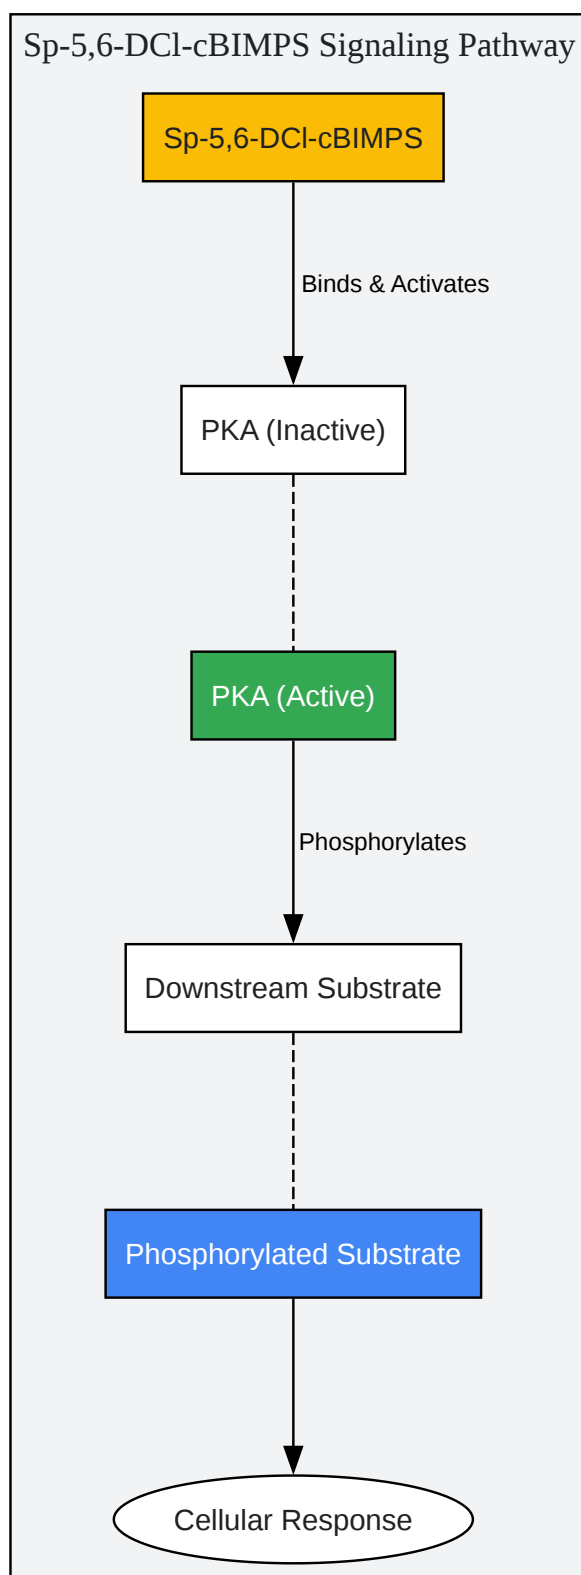 Sp-5,6-DCl-cBIMPS Signaling Pathway
Sp-5,6-DCl-cBIMPS
Binds & Activates
PKA (Inactive)
PKA (Active)
Phosphorylates
Downstream Substrate
Phosphorylated Substrate
Cellular Response